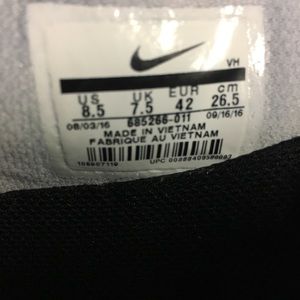 VH
US UK EUR cm
8.5 7.5 42 26.5
08/03/16 685266-011 09/16/16
MADE IN VIETNAM
FABRIQUE AU VIETNAM
UPC